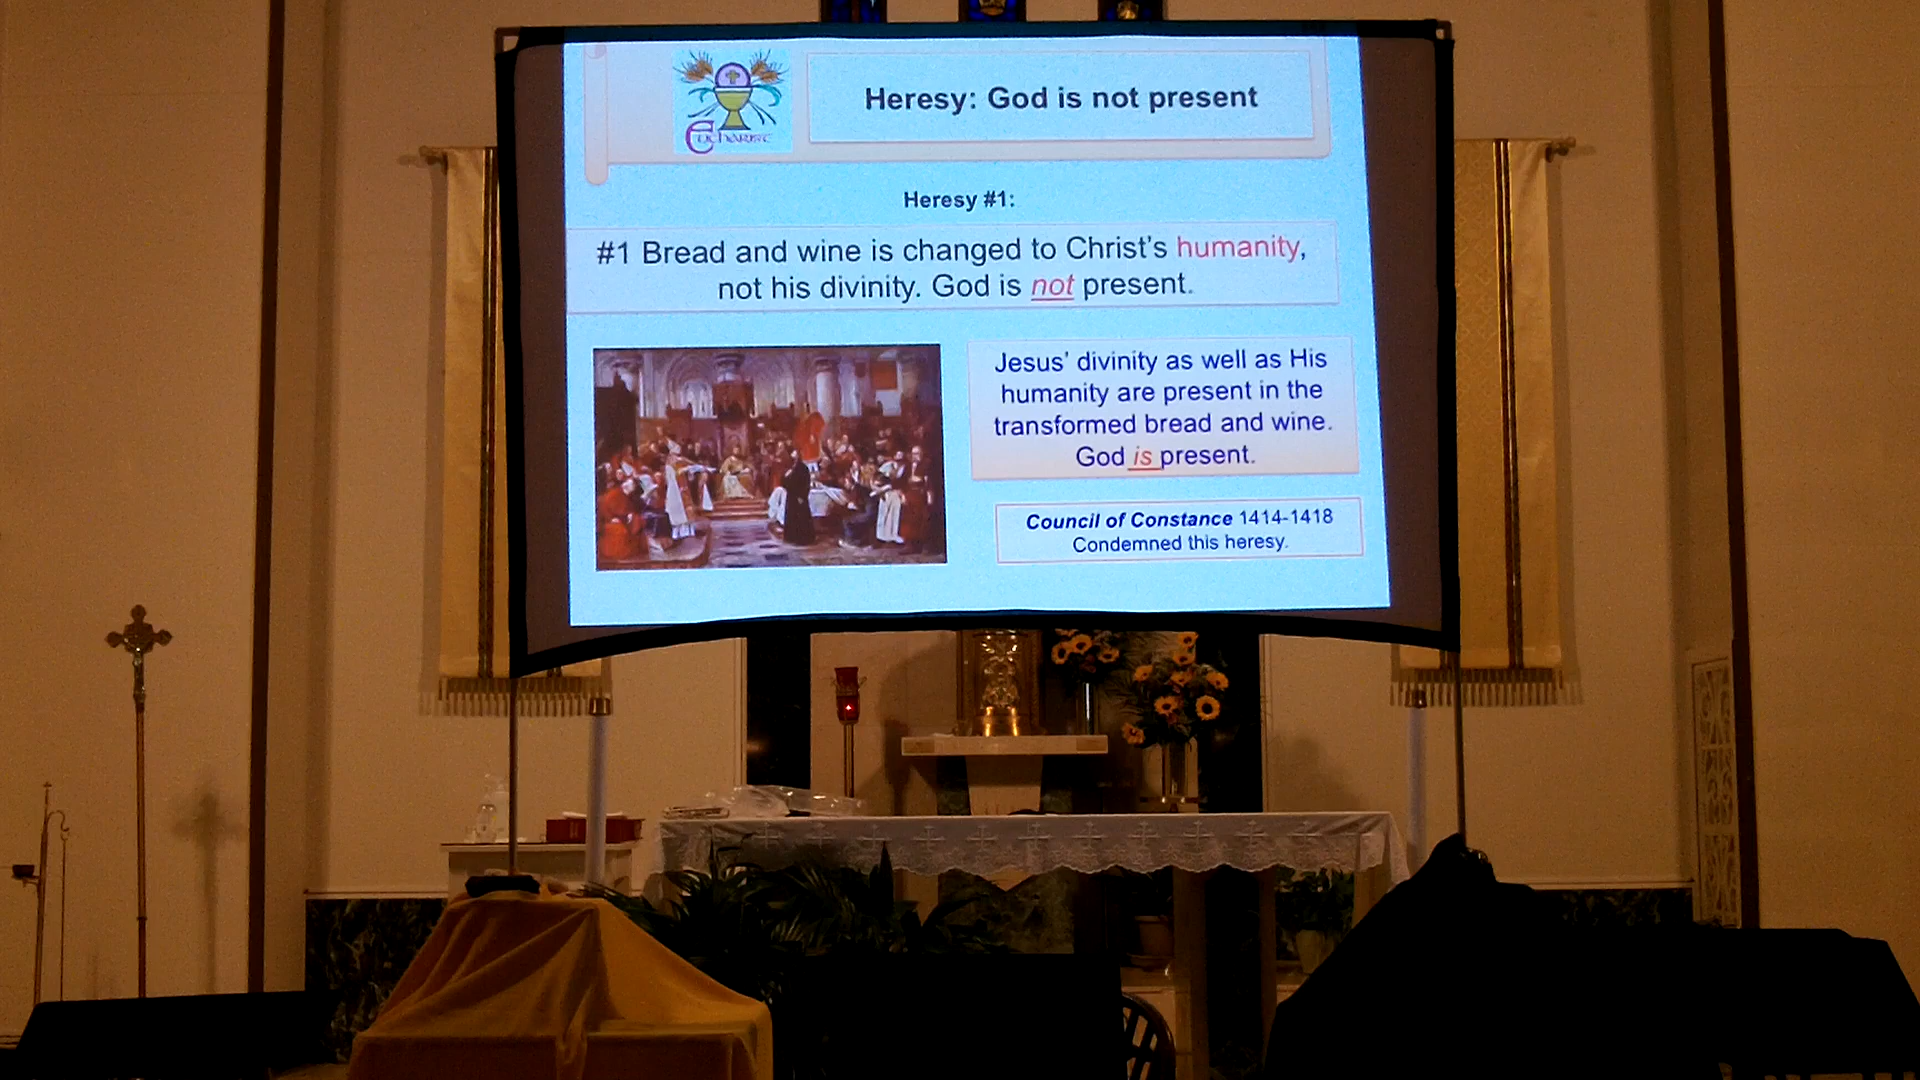 Eucharist
Heresy: God is not present
Heresy #1:
#1 Bread and wine is changed to Christ's humanity,
not his divinity. God is not present.
Jesus' divinity as well as His
humanity are present in the
transformed bread and wine.
God is present.
Council of Constance 1414-1418
Condemned this heresy.